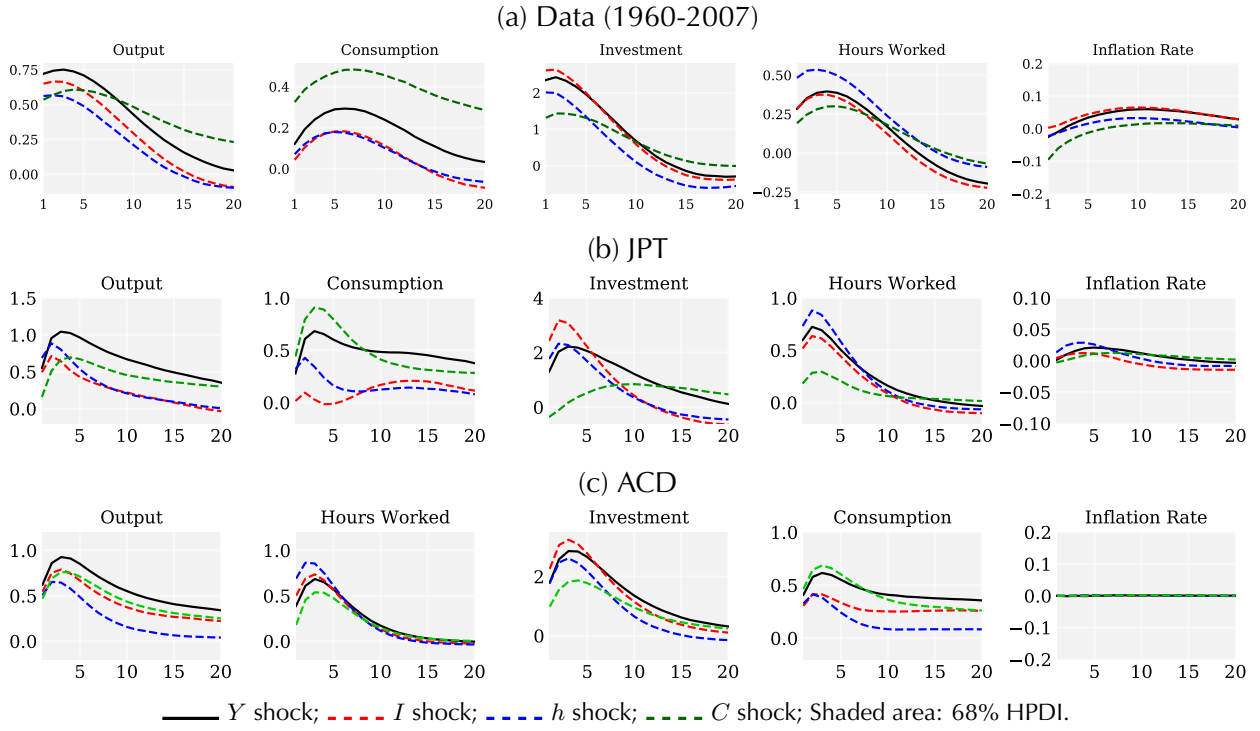 (a) Data (1960-2007)
Output
Consumption
Investment
Hours Worked
Inflation Rate
0.75
0.50
0.25
0.00
1 5 10 15 20
0.4
0.2
0.0
1 5 10 15 20
2
1
0
1 5 10 15 20
0.50
0.25
0.00
−0.25
1 5 10 15 20
0.2
0.1
0.0
−0.1
−0.2
1 5 10 15 20
(b) JPT
Output
Consumption
Investment
Hours Worked
Inflation Rate
1.5
1.0
0.5
0.0
5 10 15 20
1.0
0.5
0.0
5 10 15 20
4
2
0
5 10 15 20
1.0
0.5
0.0
5 10 15 20
0.10
0.05
0.00
−0.05
−0.10
5 10 15 20
(c) ACD
Output
Hours Worked
Investment
Consumption
Inflation Rate
1.0
0.5
0.0
5 10 15 20
1.0
0.5
0.0
5 10 15 20
2
0
5 10 15 20
1.0
0.5
0.0
5 10 15 20
0.2
0.1
0.0
−0.1
−0.2
5 10 15 20
Y shock; I shock; h shock; C shock; Shaded area: 68% HPDI.